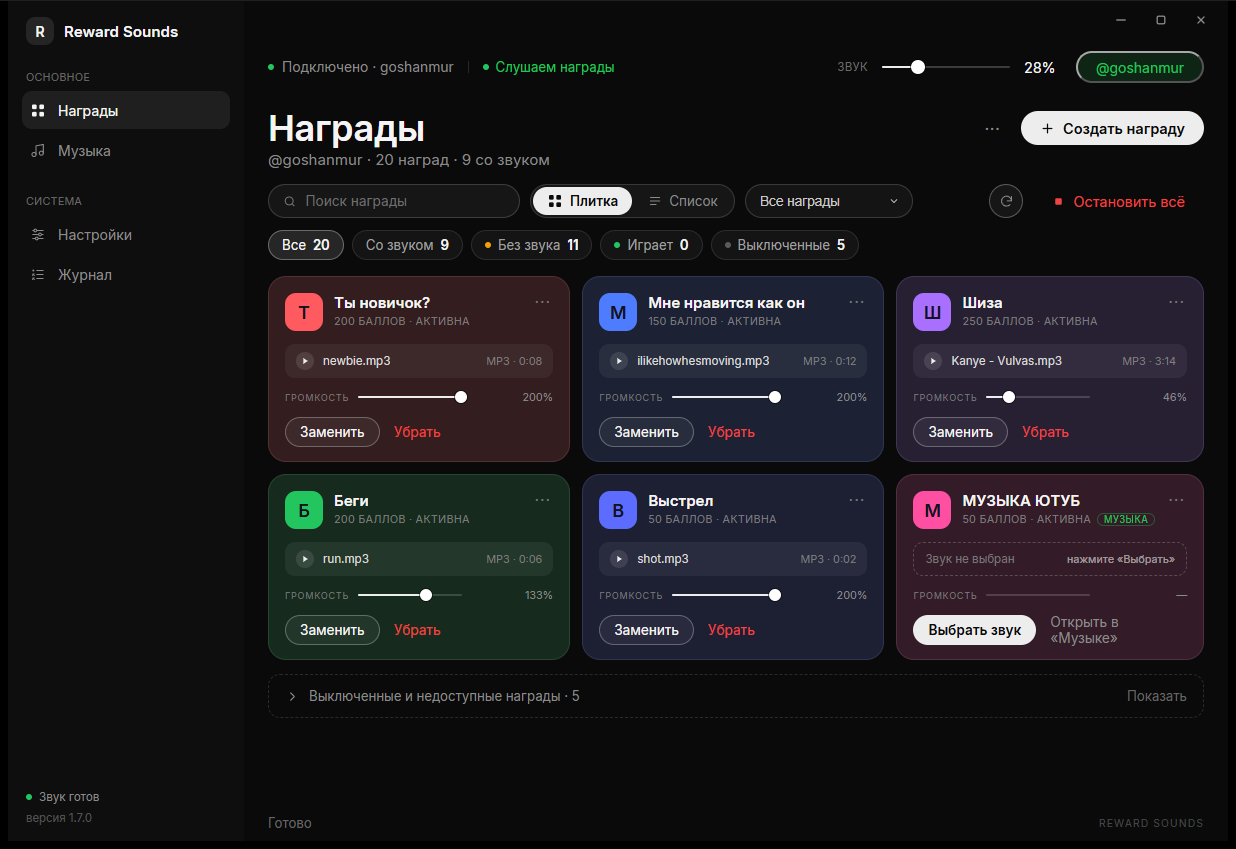 R Reward Sounds
ОСНОВНОЕ
Награды
Музыка
СИСТЕМА
Настройки
Журнал
Звук готов
версия 1.7.0
Подключено · goshanmur Слушаем награды ЗВУК 28% @goshanmur
Награды
··· + Создать награду
@goshanmur · 20 наград · 9 со звуком
Поиск награды Плитка Список Все награды Остановить всё
Все 20 Со звуком 9 Без звука 11 Играет 0 Выключенные 5
Т Ты новичок? ···
200 БАЛЛОВ · АКТИВНА
newbie.mp3 MP3 · 0:08
ГРОМКОСТЬ 200%
Заменить Убрать
М Мне нравится как он ···
150 БАЛЛОВ · АКТИВНА
ilikehowhesmoving.mp3 MP3 · 0:12
ГРОМКОСТЬ 200%
Заменить Убрать
Ш Шиза ···
250 БАЛЛОВ · АКТИВНА
Kanye - Vulvas.mp3 MP3 · 3:14
ГРОМКОСТЬ 46%
Заменить Убрать
Б Беги ···
200 БАЛЛОВ · АКТИВНА
run.mp3 MP3 · 0:06
ГРОМКОСТЬ 133%
Заменить Убрать
В Выстрел ···
50 БАЛЛОВ · АКТИВНА
shot.mp3 MP3 · 0:02
ГРОМКОСТЬ 200%
Заменить Убрать
М МУЗЫКА ЮТУБ ···
50 БАЛЛОВ · АКТИВНА МУЗЫКА
Звук не выбран нажмите «Выбрать»
ГРОМКОСТЬ —
Выбрать звук Открыть в
«Музыке»
Выключенные и недоступные награды · 5 Показать
Готово REWARD SOUNDS